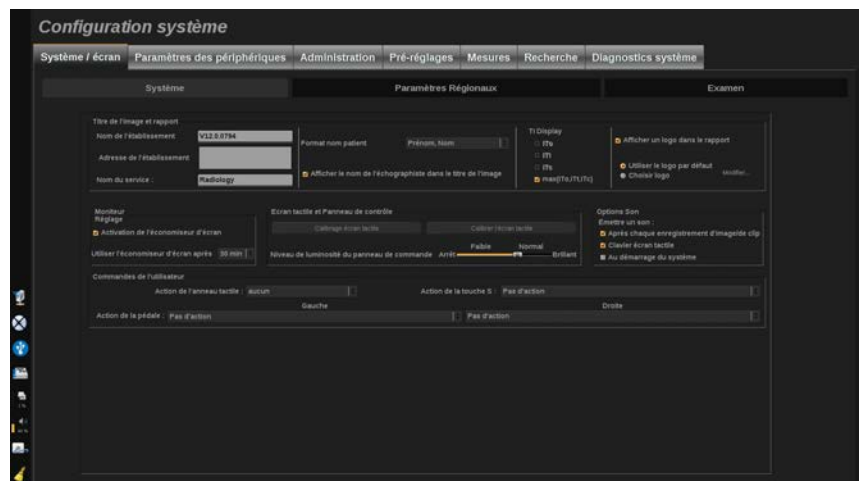 Configuration système
Système / écran Paramètres des périphériques Administration Pré-réglages Mesures Recherche Diagnostics système
Système Paramètres Régionaux Examen
Titre de l'image et rapport
Nom de l'établissement V12.0.0794
Adresse de l'établissement
Nom du service : Radiology
Format nom patient Prénom, Nom
Afficher le nom de l'échographiste dans le titre de l'image
TI Display
ITs
ITl
ITs
max(ITs,ITl,ITc)
Afficher un logo dans le rapport
Utiliser le logo par défaut
Choisir logo Modifier...
Moniteur
Réglage
Activation de l'économiseur d'écran
Utiliser l'économiseur d'écran après 30 min
Ecran tactile et Panneau de contrôle
Calibrage écran tactile Calibrer l'écran tactile
Niveau de luminosité du panneau de commande Arrêt Faible Normal Brillant
Options Son
Émettre un son :
Après chaque enregistrement d'image/de clip
Clavier écran tactile
Au démarrage du système
Commandes de l'utilisateur
Action de l'anneau tactile : aucun Action de la touche S : Pas d'action
Gauche Droite
Action de la pédale : Pas d'action Pas d'action